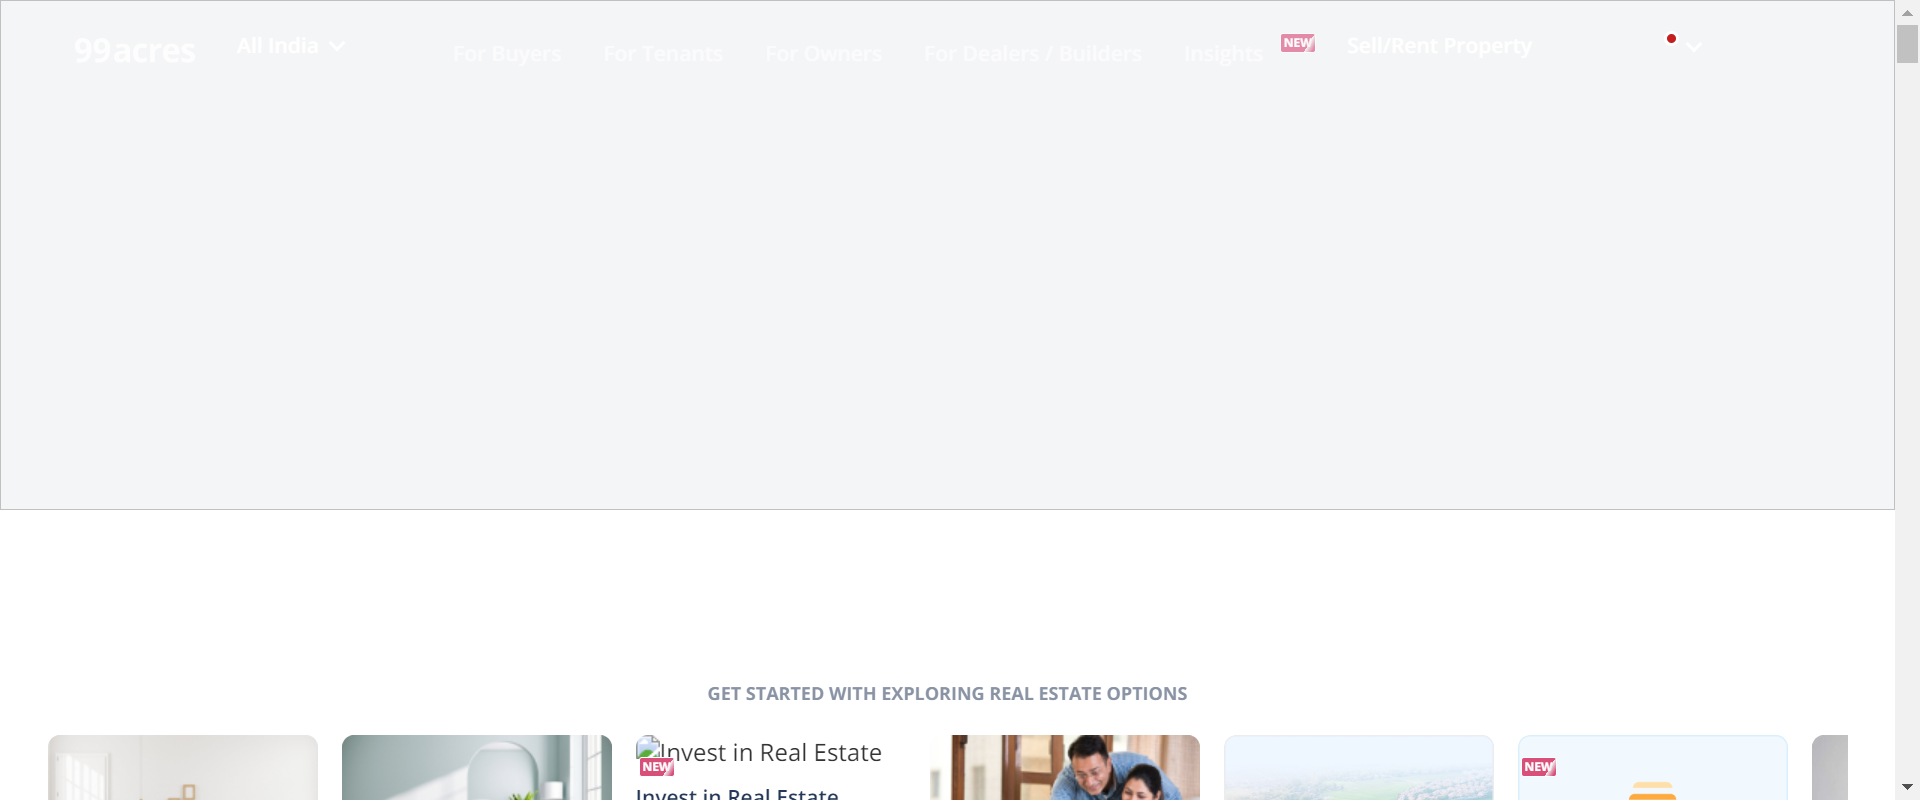 99acres
All India
For Buyers
For Tenants
For Owners
For Dealers / Builders
Insights
NEW
Sell/Rent Property
GET STARTED WITH EXPLORING REAL ESTATE OPTIONS
Invest in Real Estate
NEW
Invest in Real Estate
NEW